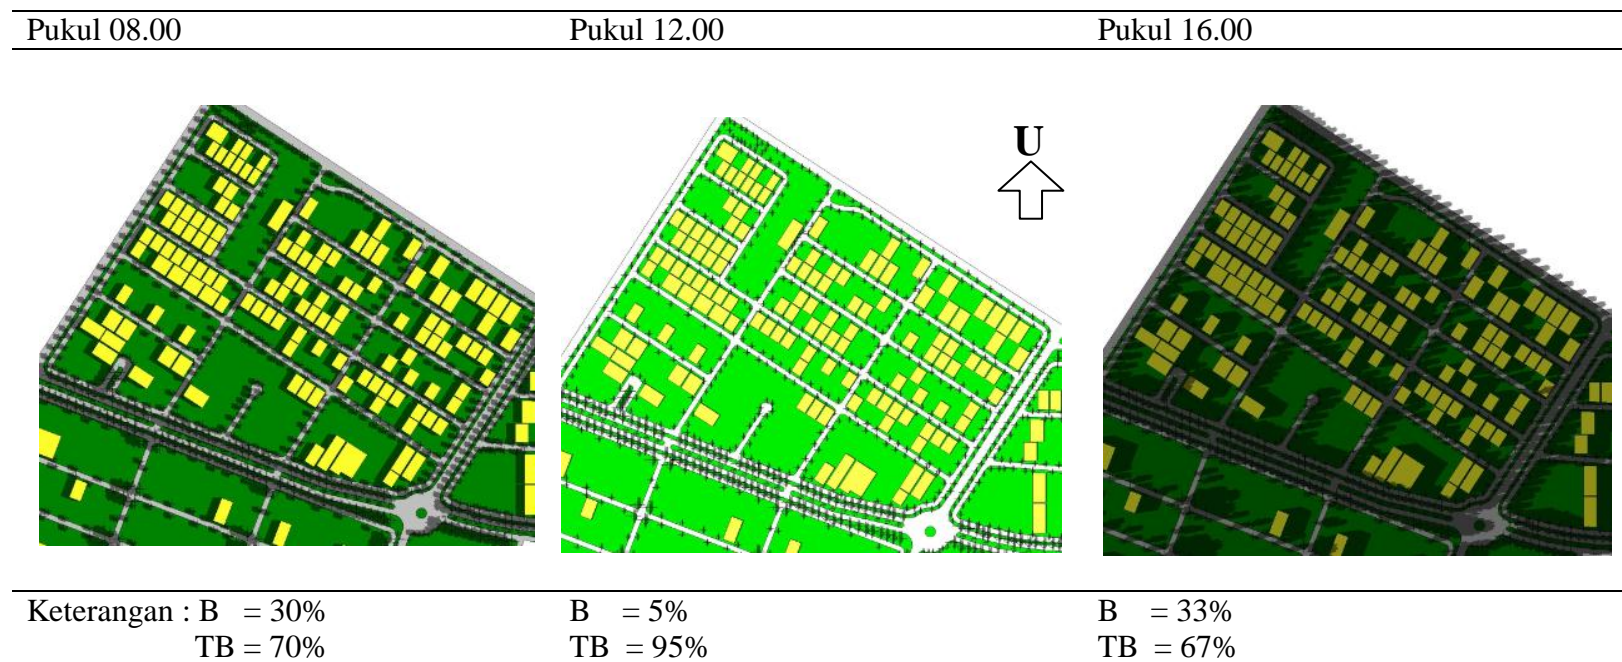 Pukul 08.00 Pukul 12.00 Pukul 16.00
U
Keterangan : B = 30% B = 5% B = 33%
TB = 70% TB = 95% TB = 67%